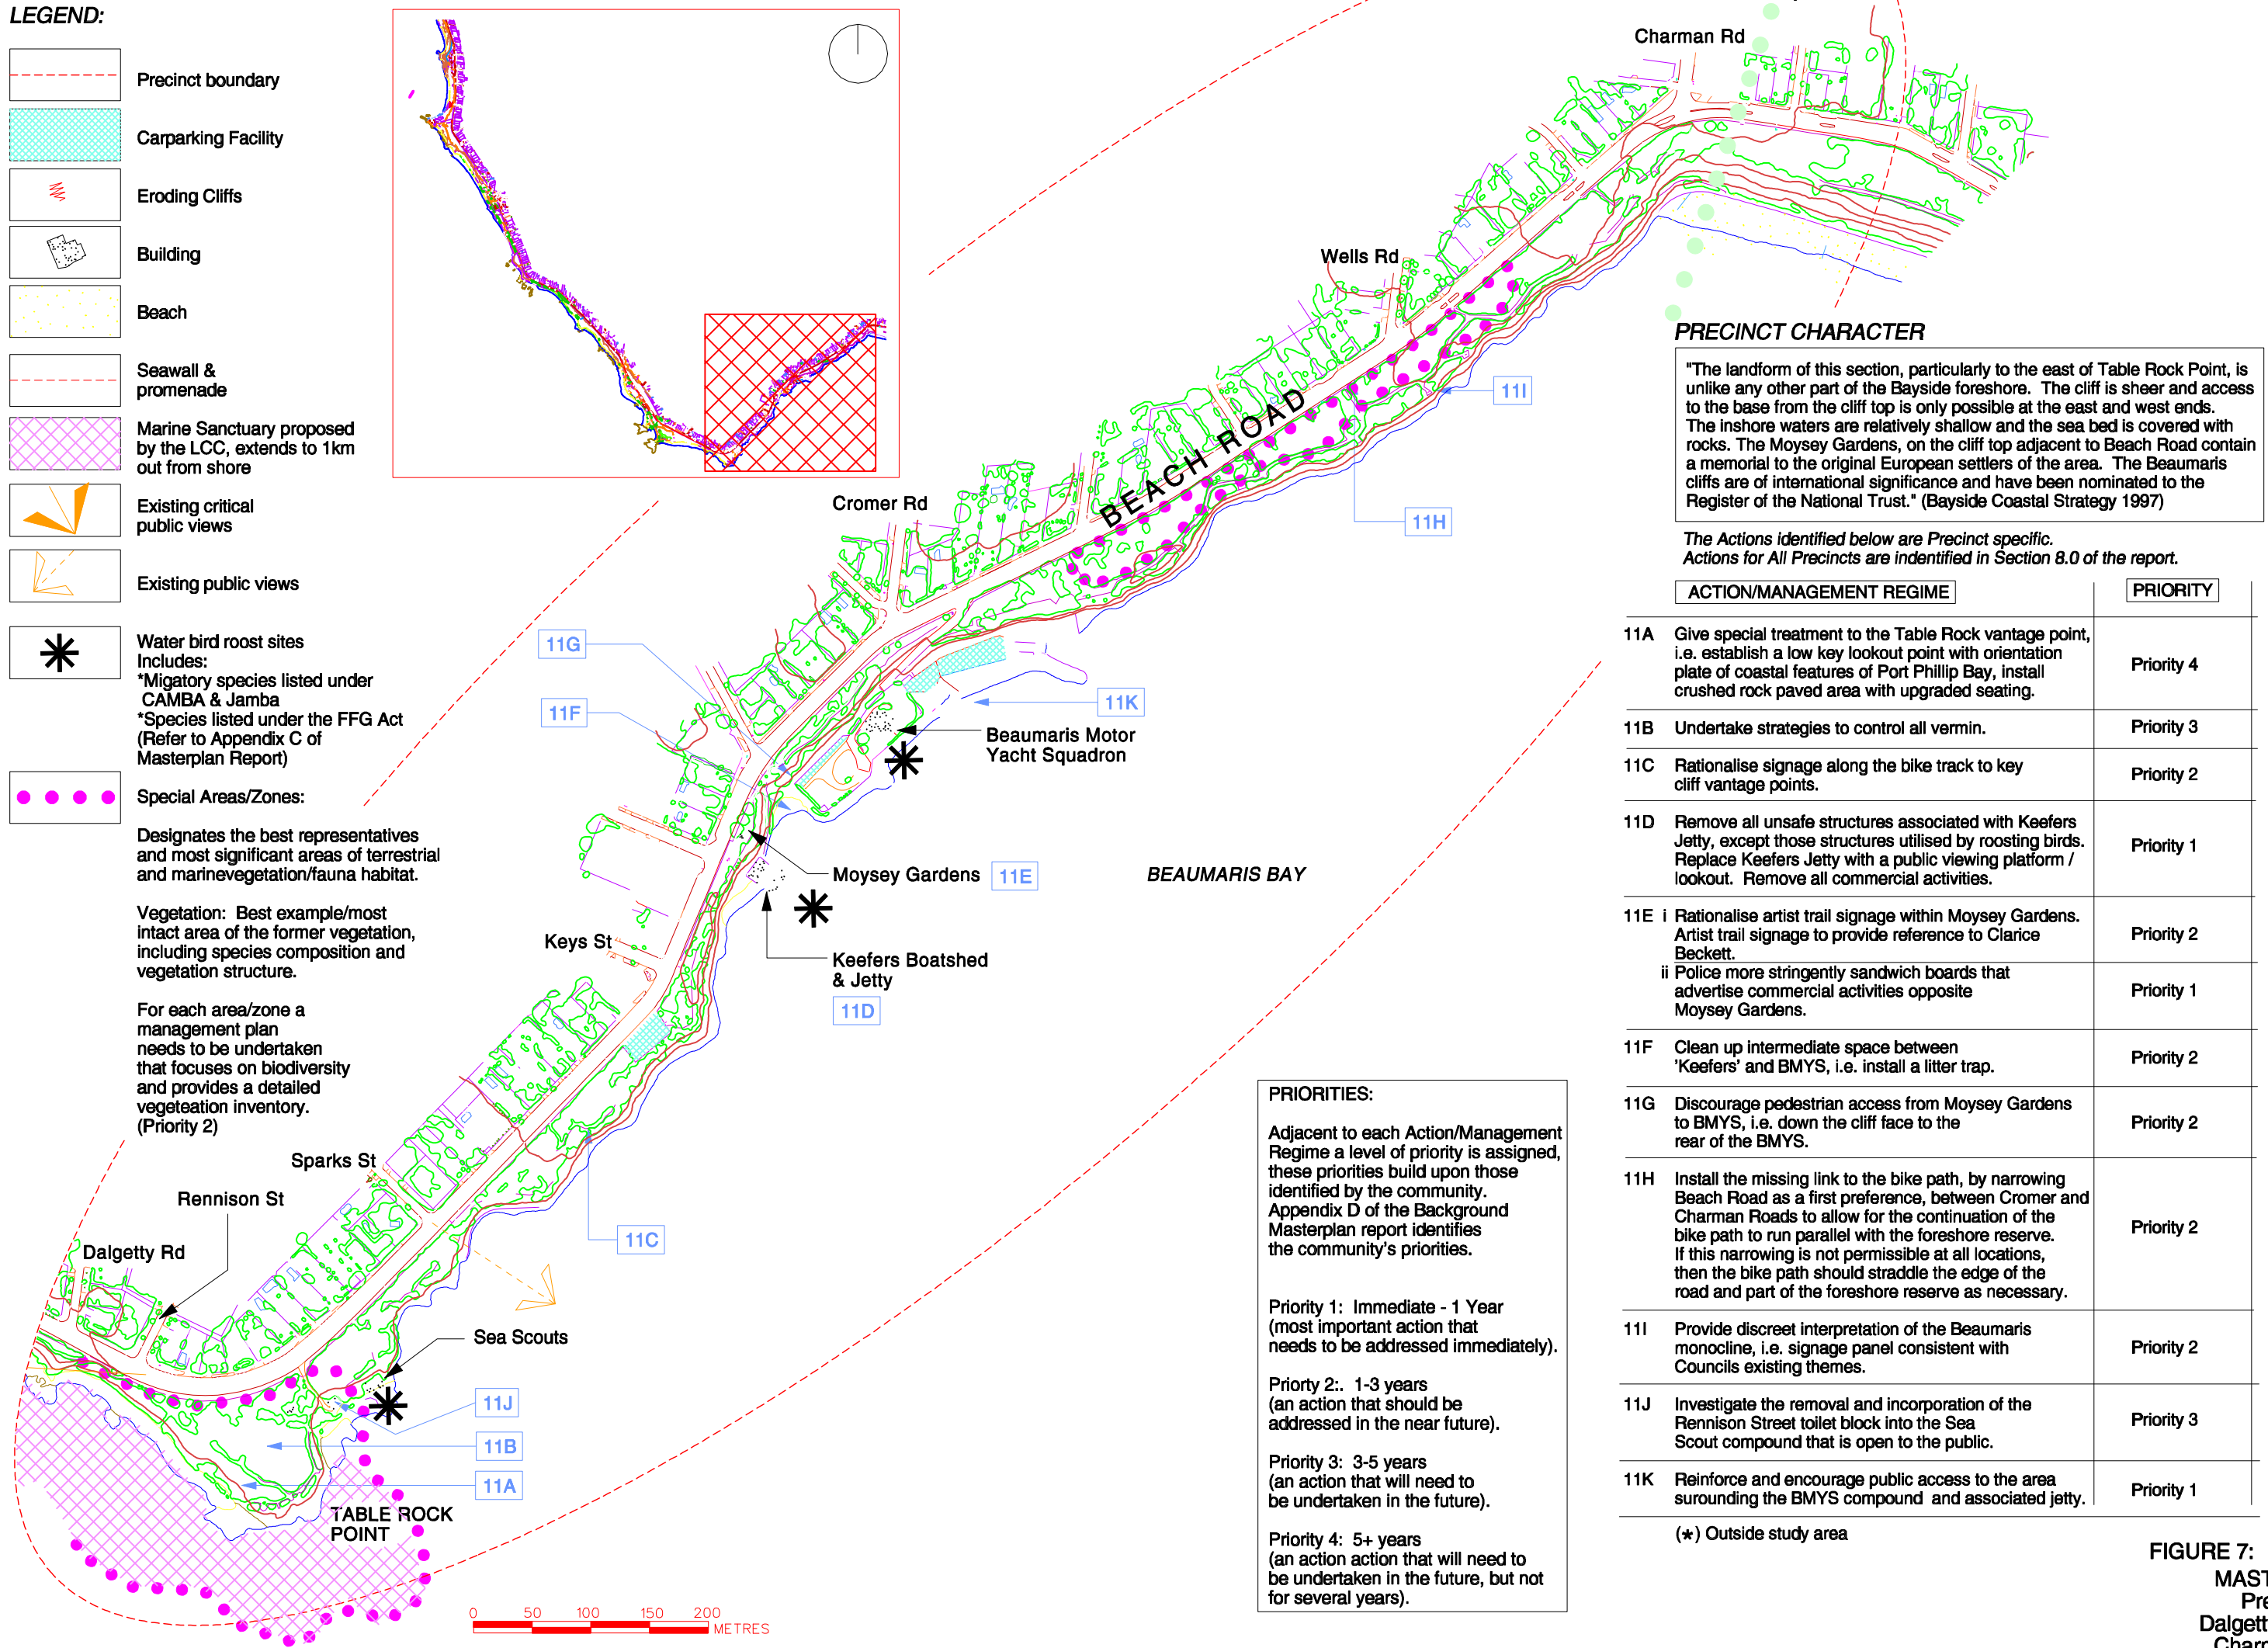 LEGEND:
Precinct boundary
Carparking Facility
Eroding Cliffs
Building
Beach
Seawall &
promenade
Marine Sanctuary proposed
by the LCC, extends to 1km
out from shore
Existing critical
public views
Existing public views
Water bird roost sites
Includes:
*Migatory species listed under
CAMBA & Jamba
*Species listed under the FFG Act
(Refer to Appendix C of
Masterplan Report)
Special Areas/Zones:
Designates the best representatives
and most significant areas of terrestrial
and marinevegetation/fauna habitat.
Vegetation: Best example/most
intact area of the former vegetation,
including species composition and
vegetation structure.
For each area/zone a
management plan
needs to be undertaken
that focuses on biodiversity
and provides a detailed
vegeteation inventory.
(Priority 2)
Charman Rd
Wells Rd
BEACH ROAD
Cromer Rd
11I
11H
11G
11F
11K
Beaumaris Motor
Yacht Squadron
Moysey Gardens 11E
BEAUMARIS BAY
Keys St
Keefers Boatshed
& Jetty
11D
Sparks St
Rennison St
11C
Dalgetty Rd
Sea Scouts
11J
11B
11A
TABLE ROCK
POINT
0 50 100 150 200
METRES
PRIORITIES:
Adjacent to each Action/Management
Regime a level of priority is assigned,
these priorities build upon those
identified by the community.
Appendix D of the Background
Masterplan report identifies
the community's priorities.
Priority 1: Immediate - 1 Year
(most important action that
needs to be addressed immediately).
Priorty 2:. 1-3 years
(an action that should be
addressed in the near future).
Priority 3: 3-5 years
(an action that will need to
be undertaken in the future).
Priority 4: 5+ years
(an action action that will need to
be undertaken in the future, but not
for several years).
PRECINCT CHARACTER
"The landform of this section, particularly to the east of Table Rock Point, is
unlike any other part of the Bayside foreshore. The cliff is sheer and access
to the base from the cliff top is only possible at the east and west ends.
The inshore waters are relatively shallow and the sea bed is covered with
rocks. The Moysey Gardens, on the cliff top adjacent to Beach Road contain
a memorial to the original European settlers of the area. The Beaumaris
cliffs are of international significance and have been nominated to the
Register of the National Trust." (Bayside Coastal Strategy 1997)
The Actions identified below are Precinct specific.
Actions for All Precincts are indentified in Section 8.0 of the report.
ACTION/MANAGEMENT REGIME PRIORITY
11A Give special treatment to the Table Rock vantage point,
i.e. establish a low key lookout point with orientation
plate of coastal features of Port Phillip Bay, install
crushed rock paved area with upgraded seating.
Priority 4
11B Undertake strategies to control all vermin. Priority 3
11C Rationalise signage along the bike track to key
cliff vantage points.
Priority 2
11D Remove all unsafe structures associated with Keefers
Jetty, except those structures utilised by roosting birds.
Replace Keefers Jetty with a public viewing platform /
lookout. Remove all commercial activities.
Priority 1
11E i Rationalise artist trail signage within Moysey Gardens.
Artist trail signage to provide reference to Clarice
Beckett.
Priority 2
ii Police more stringently sandwich boards that
advertise commercial activities opposite
Moysey Gardens.
Priority 1
11F Clean up intermediate space between
'Keefers' and BMYS, i.e. install a litter trap.
Priority 2
11G Discourage pedestrian access from Moysey Gardens
to BMYS, i.e. down the cliff face to the
rear of the BMYS.
Priority 2
11H Install the missing link to the bike path, by narrowing
Beach Road as a first preference, between Cromer and
Charman Roads to allow for the continuation of the
bike path to run parallel with the foreshore reserve.
If this narrowing is not permissible at all locations,
then the bike path should straddle the edge of the
road and part of the foreshore reserve as necessary.
Priority 2
11I Provide discreet interpretation of the Beaumaris
monocline, i.e. signage panel consistent with
Councils existing themes.
Priority 2
11J Investigate the removal and incorporation of the
Rennison Street toilet block into the Sea
Scout compound that is open to the public.
Priority 3
11K Reinforce and encourage public access to the area
surounding the BMYS compound and associated jetty.
Priority 1
(*) Outside study area
FIGURE 7: